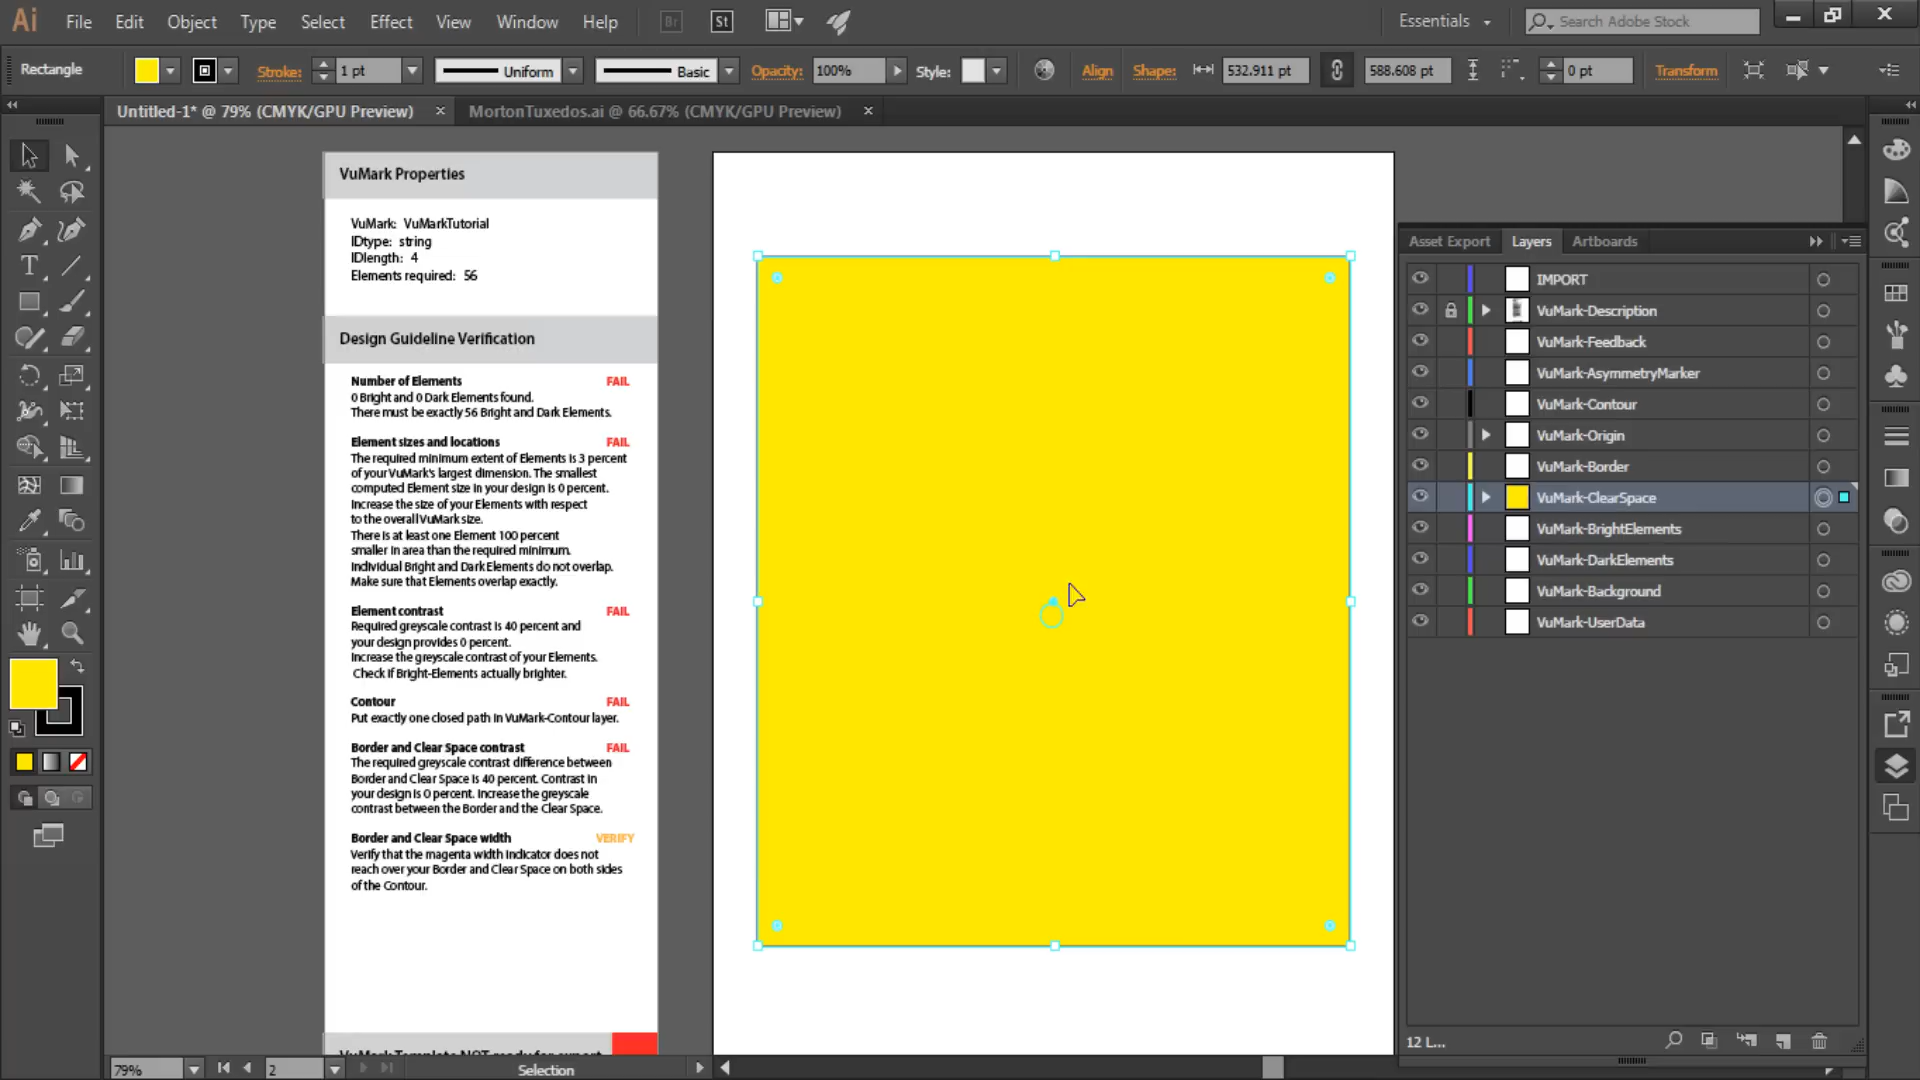 Ai File Edit Object Type Select Effect View Window Help Br St Essentials Search Adobe Stock
Rectangle Stroke: 1 pt Uniform Basic Opacity: 100% Style: Align Shape: 532.911 pt 588.608 pt 0 pt Transform
Untitled-1* @ 79% (CMYK/GPU Preview) × MortonTuxedos.ai @ 66.67% (CMYK/GPU Preview) ×
VuMark Properties
VuMark: VuMarkTutorial
IDtype: string
IDlength: 4
Elements required: 56
Design Guideline Verification
Number of Elements FAIL
0 Bright and 0 Dark Elements found.
There must be exactly 56 Bright and Dark Elements.
Element sizes and locations FAIL
The required minimum extent of Elements is 3 percent
of your VuMark's largest dimension. The smallest
computed Element size in your design is 0 percent.
Increase the size of your Elements with respect
to the overall VuMark size.
There is at least one Element 100 percent
smaller in area than the required minimum.
Individual Bright and Dark Elements do not overlap.
Make sure that Elements overlap exactly.
Element contrast FAIL
Required greyscale contrast is 40 percent and
your design provides 0 percent.
Increase the greyscale contrast of your Elements.
Check if Bright-Elements actually brighter.
Contour FAIL
Put exactly one closed path in VuMark-Contour layer.
Border and Clear Space contrast FAIL
The required greyscale contrast difference between
Border and Clear Space is 40 percent. Contrast in
your design is 0 percent. Increase the greyscale
contrast between the Border and the Clear Space.
Border and Clear Space width VERIFY
Verify that the magenta width indicator does not
reach over your Border and Clear Space on both sides
of the Contour.
VuMark Template NOT ready for export
Asset Export Layers Artboards
IMPORT
VuMark-Description
VuMark-Feedback
VuMark-AsymmetryMarker
VuMark-Contour
VuMark-Origin
VuMark-Border
VuMark-ClearSpace
VuMark-BrightElements
VuMark-DarkElements
VuMark-Background
VuMark-UserData
12 L...
79% 2 Selection